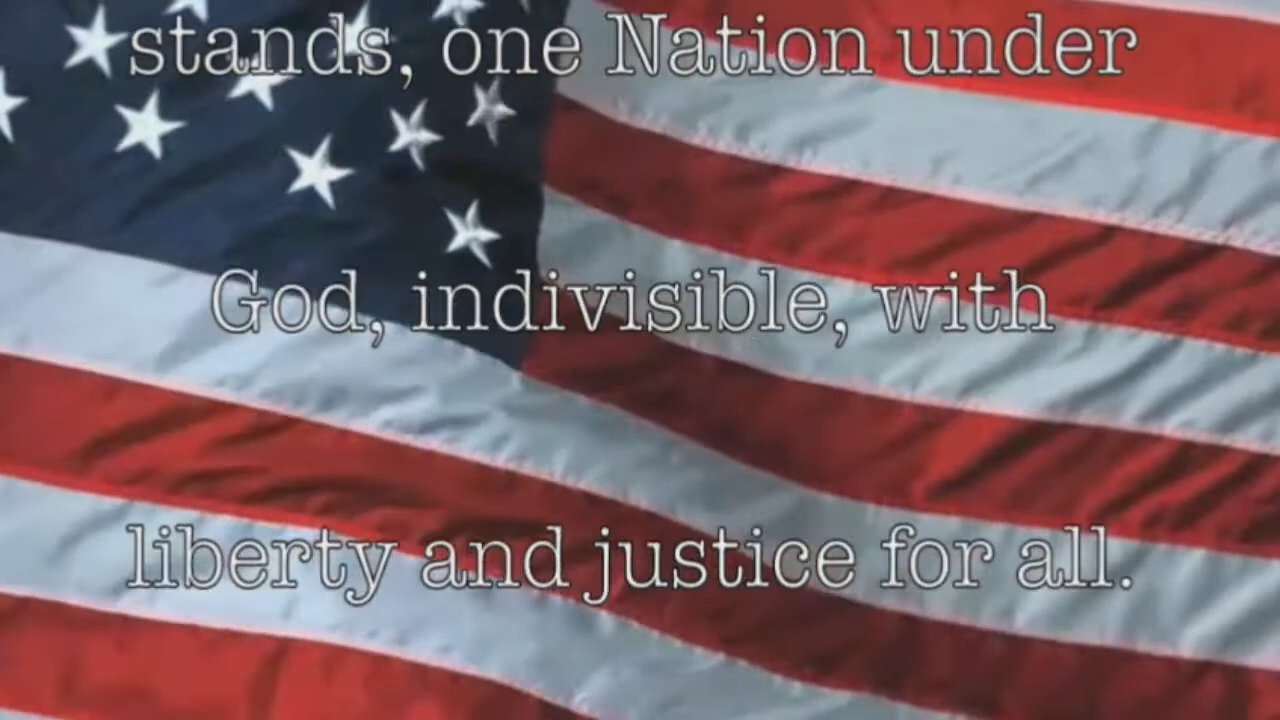 stands, one Nation under
God, indivisible, with
liberty and justice for all.